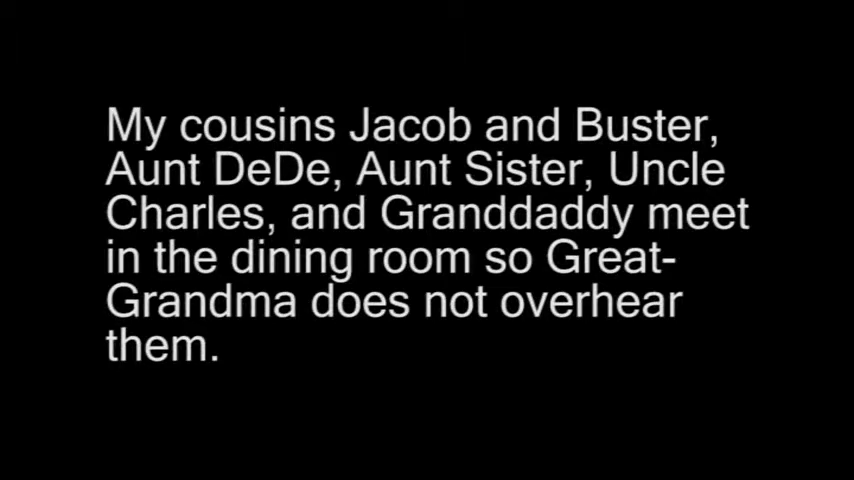 My cousins Jacob and Buster,
Aunt DeDe, Aunt Sister, Uncle
Charles, and Granddaddy meet
in the dining room so Great-
Grandma does not overhear
them.